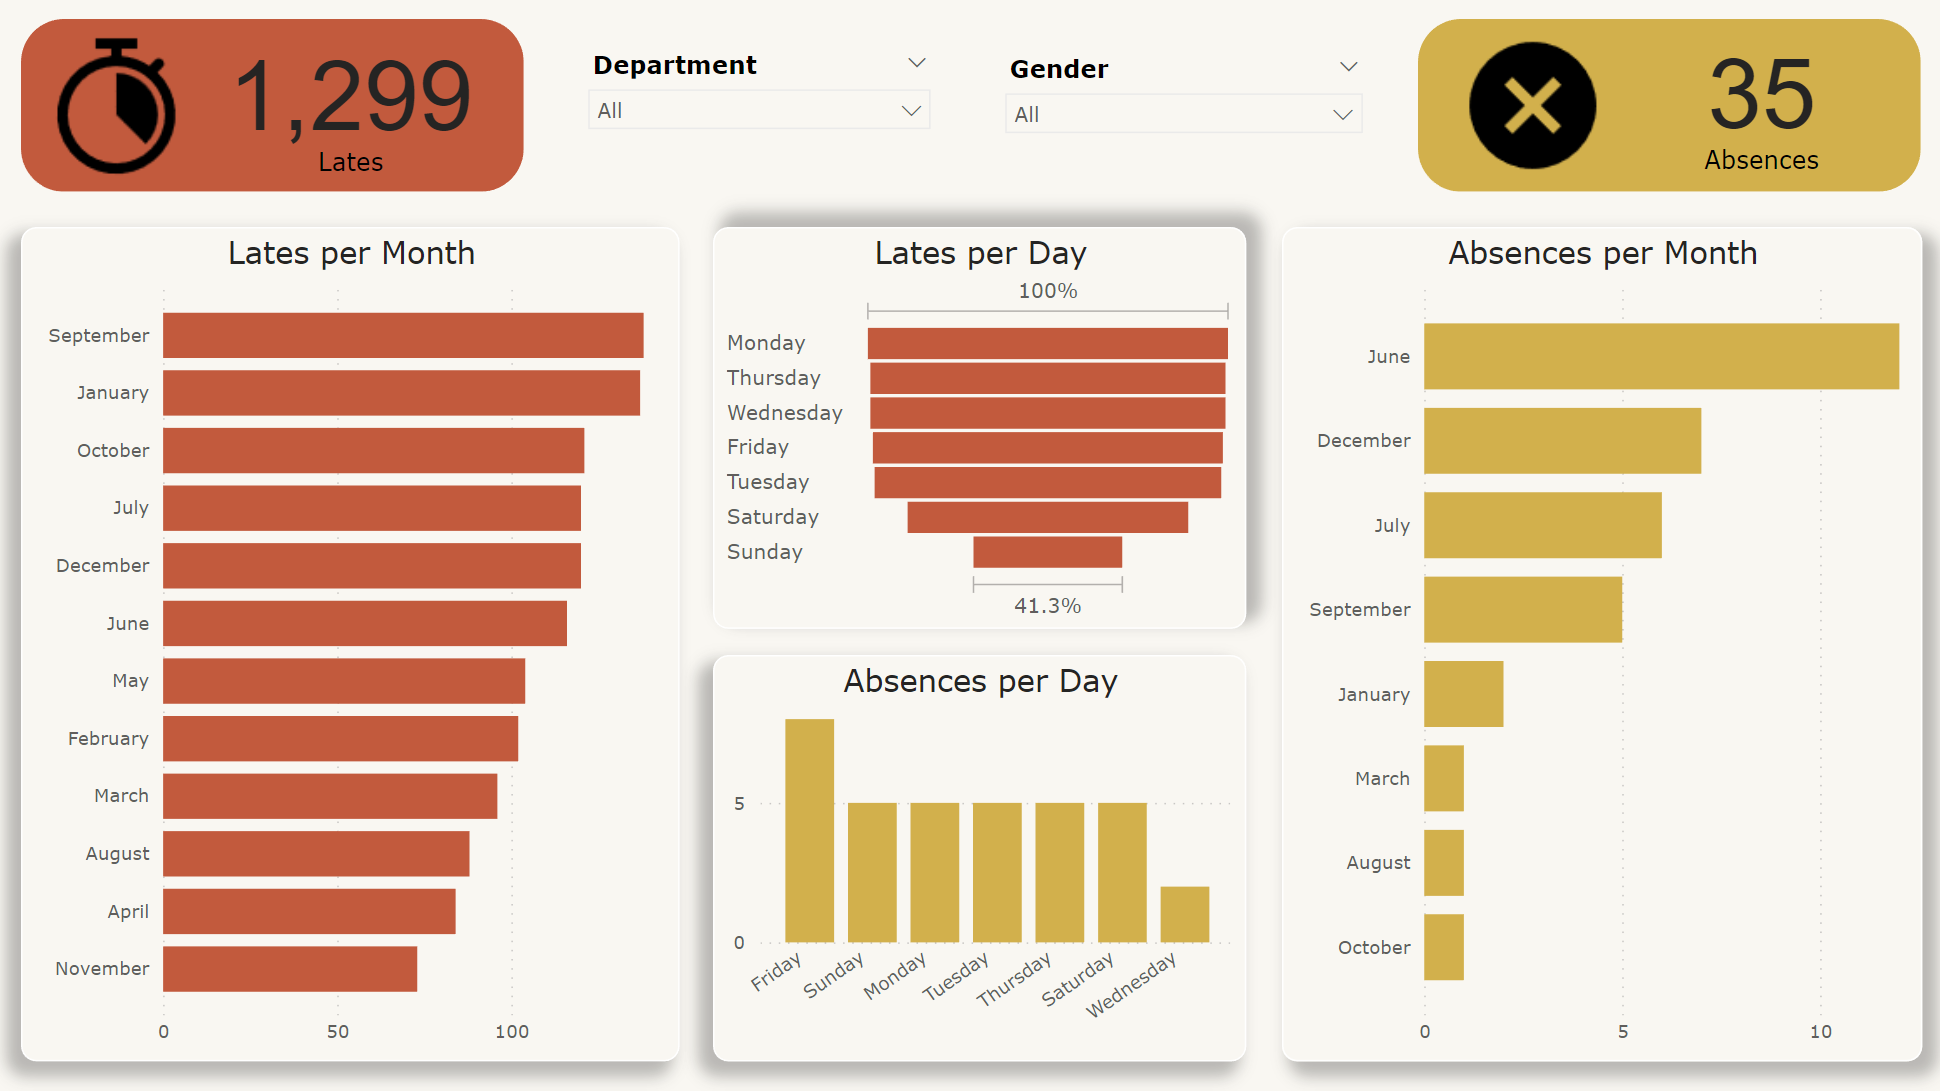 1,299
Lates
Department
All
Gender
All
35
Absences
Lates per Month
September
January
October
July
December
June
May
February
March
August
April
November
0 50 100
Lates per Day
100%
Monday
Thursday
Wednesday
Friday
Tuesday
Saturday
Sunday
41.3%
Absences per Day
5
0
Friday Sunday Monday Tuesday Thursday Saturday Wednesday
Absences per Month
June
December
July
September
January
March
August
October
0 5 10